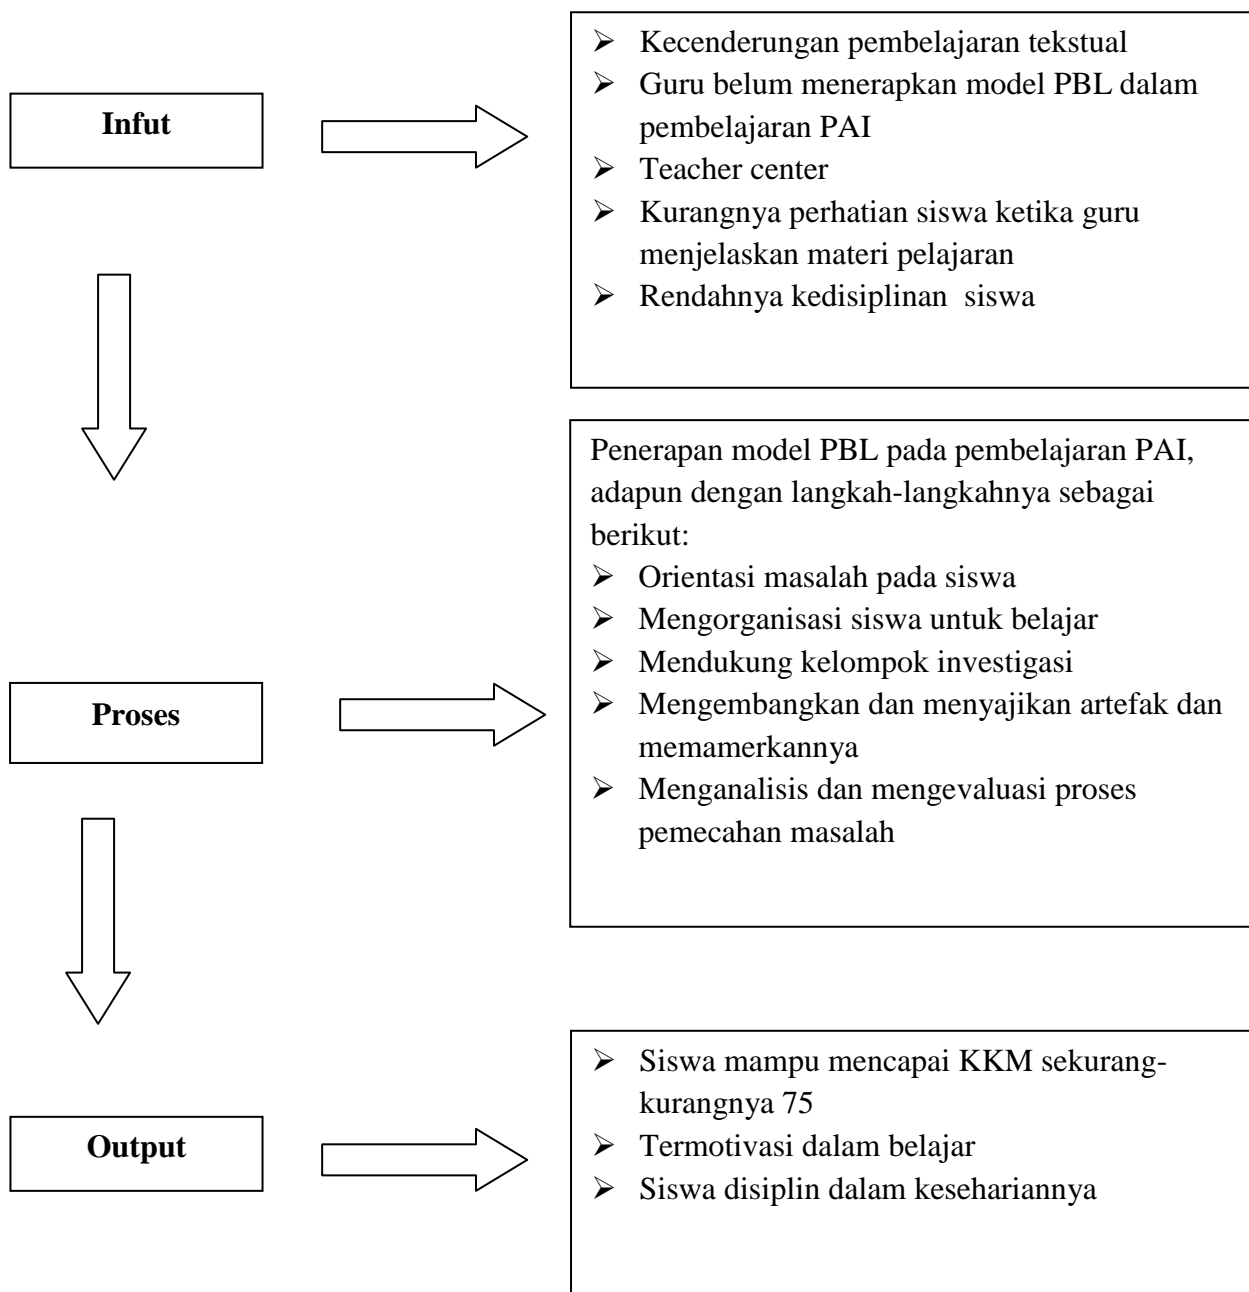 Infut
➢ Kecenderungan pembelajaran tekstual
➢ Guru belum menerapkan model PBL dalam
pembelajaran PAI
➢ Teacher center
➢ Kurangnya perhatian siswa ketika guru
menjelaskan materi pelajaran
➢ Rendahnya kedisiplinan  siswa
Proses
Penerapan model PBL pada pembelajaran PAI,
adapun dengan langkah-langkahnya sebagai
berikut:
➢ Orientasi masalah pada siswa
➢ Mengorganisasi siswa untuk belajar
➢ Mendukung kelompok investigasi
➢ Mengembangkan dan menyajikan artefak dan
memamerkannya
➢ Menganalisis dan mengevaluasi proses
pemecahan masalah
Output
➢ Siswa mampu mencapai KKM sekurang-
kurangnya 75
➢ Termotivasi dalam belajar
➢ Siswa disiplin dalam kesehariannya